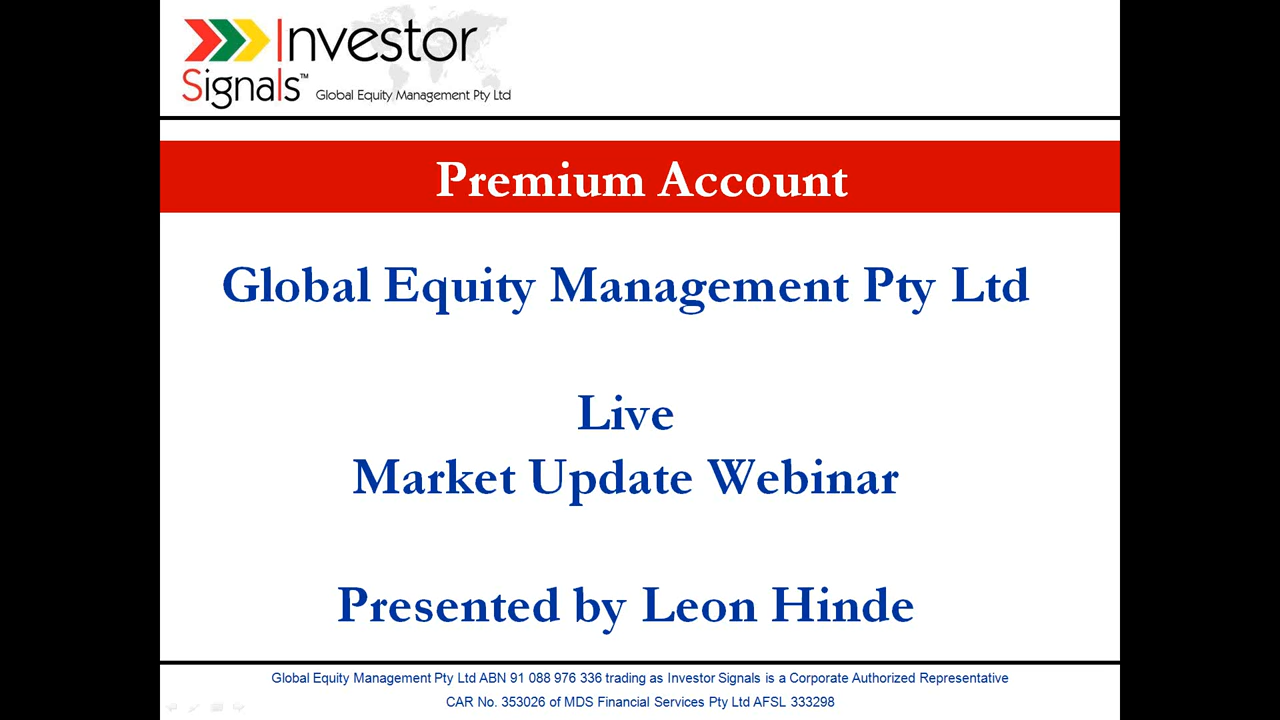 Investor
Signals™ Global Equity Management Pty Ltd
Premium Account
Global Equity Management Pty Ltd
Live
Market Update Webinar
Presented by Leon Hinde
Global Equity Management Pty Ltd ABN 91 088 976 336 trading as Investor Signals is a Corporate Authorized Representative
CAR No. 353026 of MDS Financial Services Pty Ltd AFSL 333298